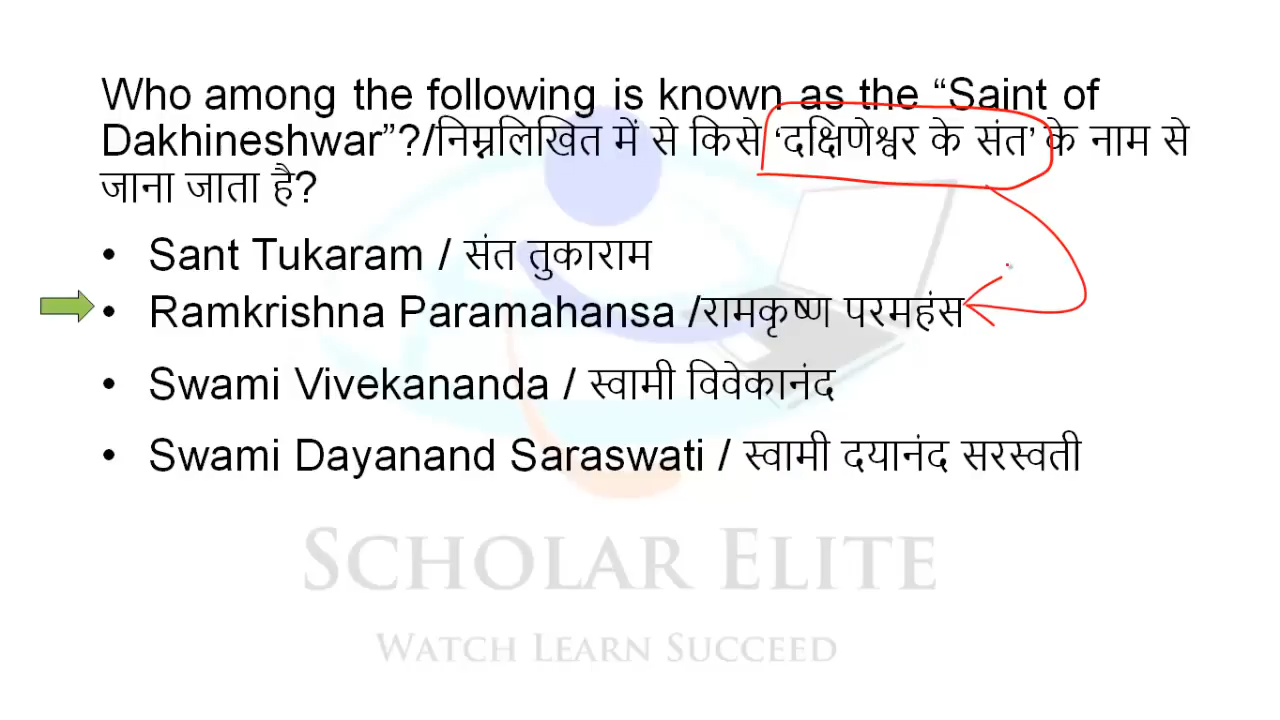 Who among the following is known as the “Saint of
Dakhineshwar”?/निम्नलिखित में से किसे ‘दक्षिणेश्वर के संत’ के नाम से
जाना जाता है?
• Sant Tukaram / संत तुकाराम
• Ramkrishna Paramahansa /रामकृष्ण परमहंस
• Swami Vivekananda / स्वामी विवेकानंद
• Swami Dayanand Saraswati / स्वामी दयानंद सरस्वती
SCHOLAR ELITE
WATCH LEARN SUCCEED